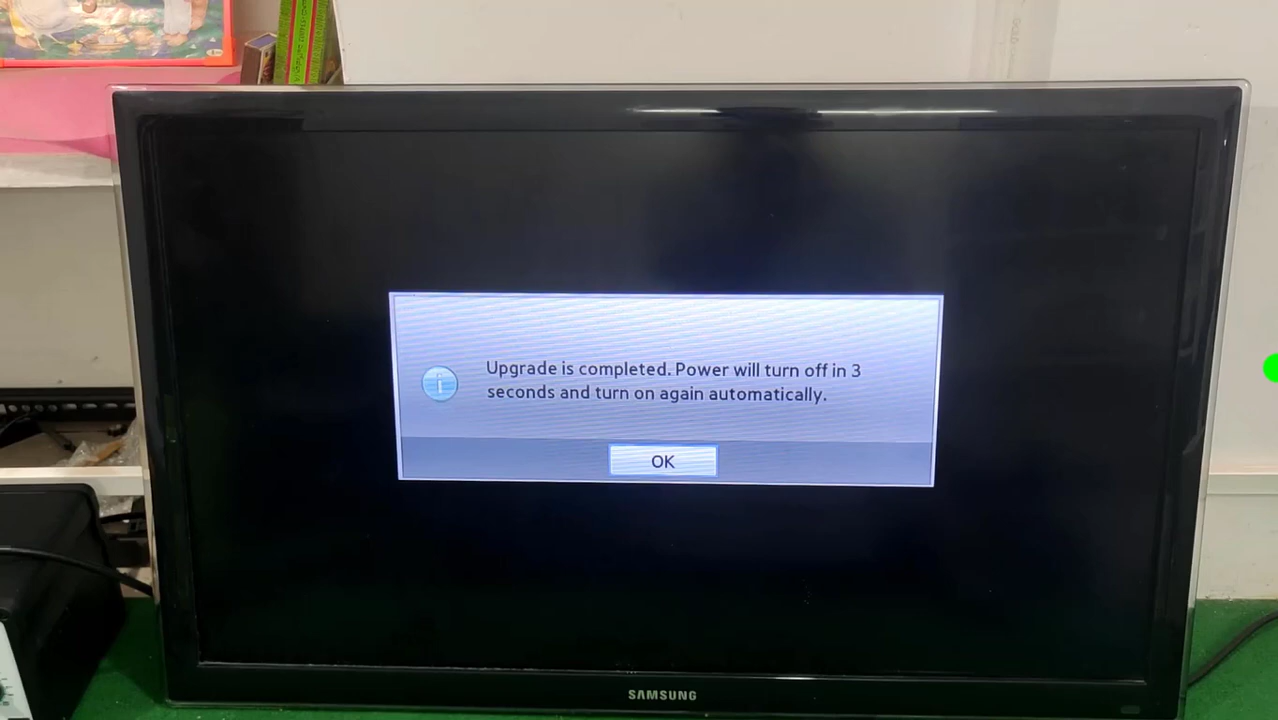 Upgrade is completed. Power will turn off in 3
seconds and turn on again automatically.
OK
SAMSUNG